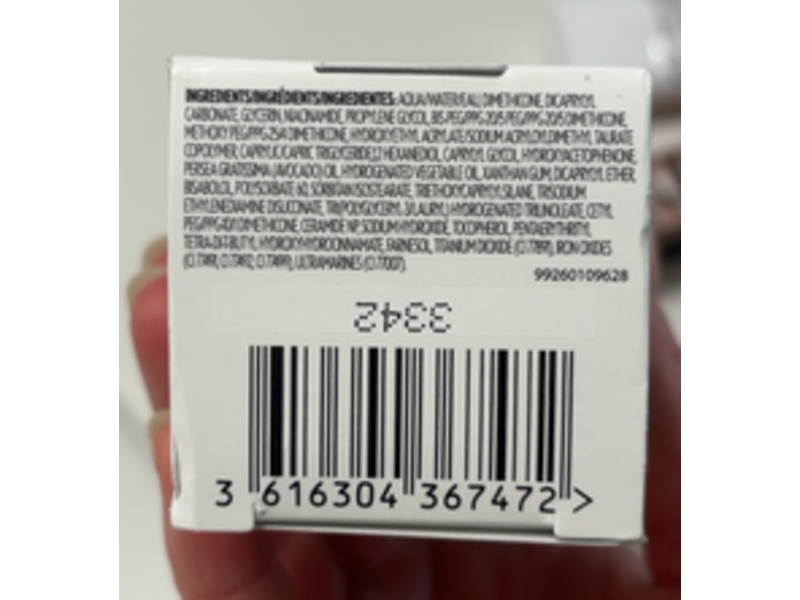 INGREDIENTS/INGRÉDIENTS/INGREDIENTES: AQUA/WATER/EAU, DIMETHICONE, DICAPRYLYL
CARBONATE, GLYCERIN, NIACINAMIDE, PROPYLENE GLYCOL, BIS-PEG/PPG-20/5 PEG/PPG-20/5 DIMETHICONE,
METHOXY PEG/PPG-25/4 DIMETHICONE, HYDROXYETHYL ACRYLATE/SODIUM ACRYLOYLDIMETHYL TAURATE
COPOLYMER, CAPRYLIC/CAPRIC TRIGLYCERIDE, 1,2 HEXANEDIOL, CAPRYLYL GLYCOL, HYDROXYACETOPHENONE,
PERSEA GRATISSIMA (AVOCADO) OIL, HYDROGENATED VEGETABLE OIL, XANTHAN GUM, DICAPRYLYL ETHER,
BISABOLOL, POLYSORBATE 60, SORBITAN ISOSTEARATE, TRIETHOXYCAPRYLYLSILANE, TRISODIUM
ETHYLENEDIAMINE DISUCCINATE, TRI(POLYGLYCERYL-3/LAURYL) HYDROGENATED TRILINOLEATE, CETYL
PEG/PPG-10/1 DIMETHICONE, CERAMIDE NP, SODIUM HYDROXIDE, TOCOPHEROL, PENTAERYTHRITYL
TETRA-DI-T-BUTYL HYDROXYHYDROCINNAMATE, FARNESOL, TITANIUM DIOXIDE (CI 77891), IRON OXIDES
(CI 77491, CI 77492, CI 77499), ULTRAMARINES (CI 77007).
99260109628
3342
3 616304 367472 >